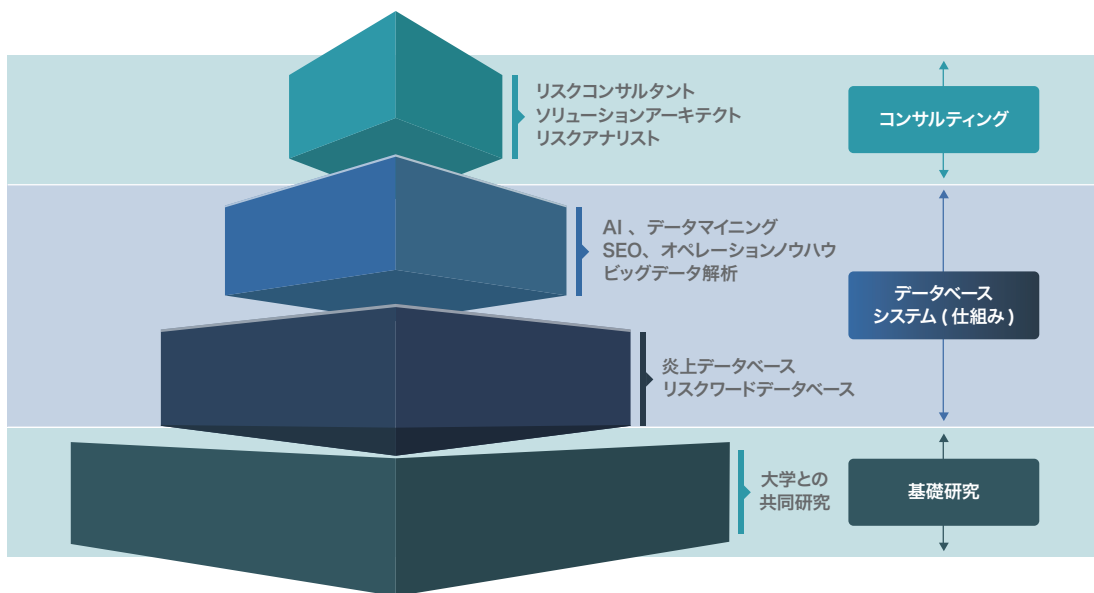 リスクコンサルタント
ソリューションアーキテクト
リスクアナリスト
コンサルティング
AI 、データマイニング
SEO、オペレーションノウハウ
ビッグデータ解析
データベース
システム ( 仕組み )
炎上データベース
リスクワードデータベース
大学との
共同研究
基礎研究